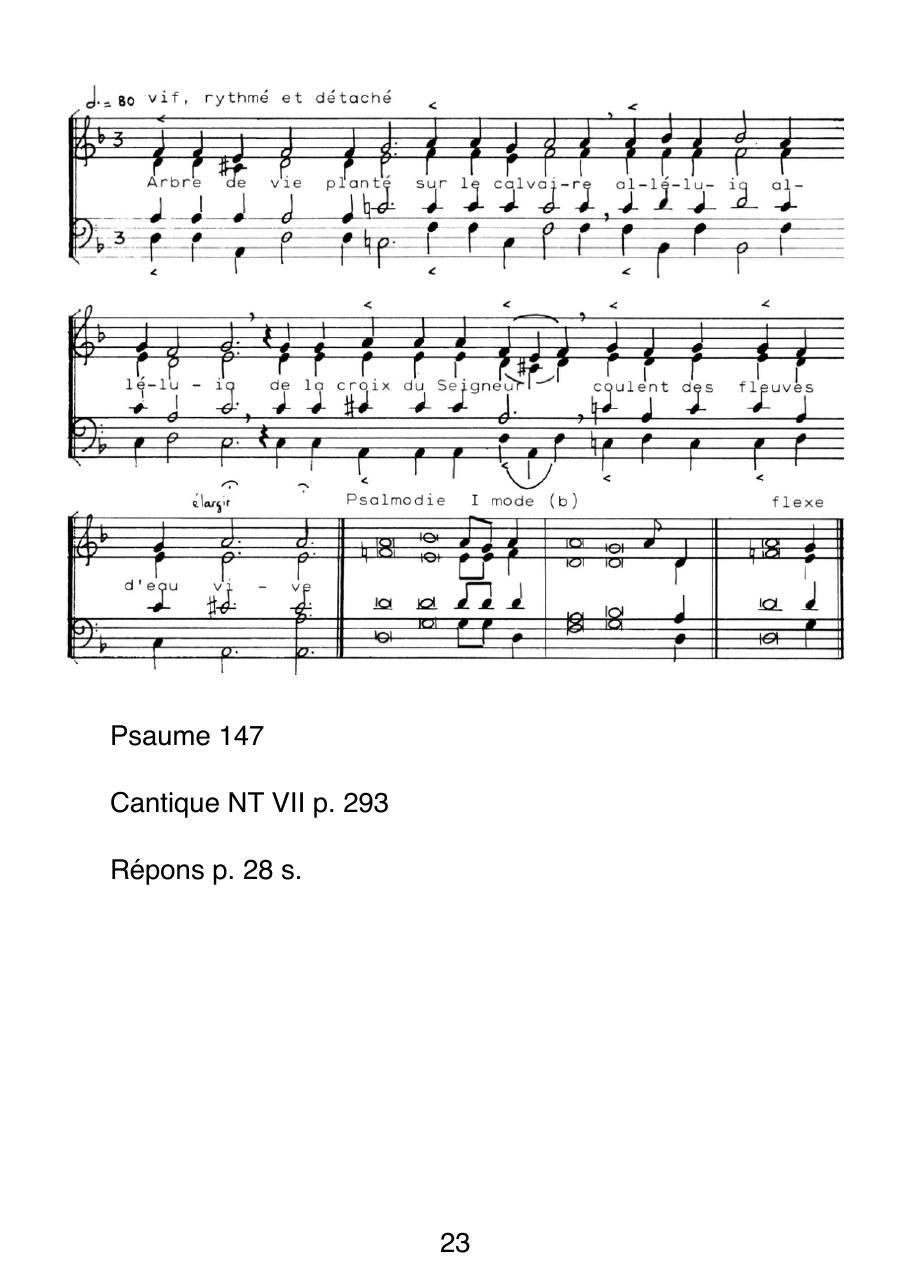 𝅗𝅥. = 80 vif, rythmé et détaché
3
Arbre de vie planté sur le calvai-re al-lé-lu- ia al-
3
lé-lu - ia de la croix du Seigneur coulent des fleuves
élargir Psalmodie I mode (b) flexe
d'eau vi - ve
Psaume 147
Cantique NT VII p. 293
Répons p. 28 s.
23